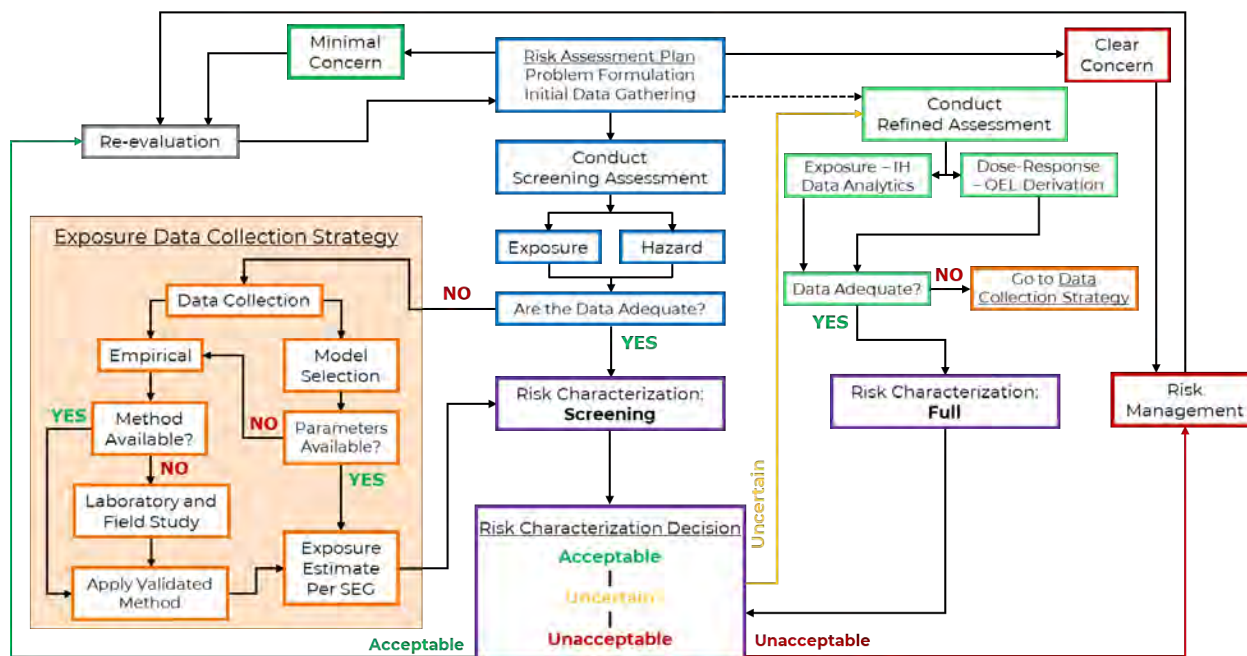 Minimal
Concern
Risk Assessment Plan
Problem Formulation
Initial Data Gathering
Clear
Concern
Re-evaluation
Conduct
Refined Assessment
Conduct
Screening Assessment
Exposure – IH
Data Analytics
Dose-Response
– OEL Derivation
Exposure
Hazard
Exposure Data Collection Strategy
Data Collection
NO
Are the Data Adequate?
YES
Data Adequate?
NO
Go to Data
Collection Strategy
YES
Empirical
Model
Selection
Risk Characterization:
Screening
Risk Characterization:
Full
Risk
Management
YES
Method
Available?
NO
Parameters
Available?
NO
YES
Laboratory and
Field Study
Apply Validated
Method
Exposure
Estimate
Per SEG
Risk Characterization Decision
Acceptable
Uncertain
Unacceptable
Uncertain
Acceptable
Unacceptable